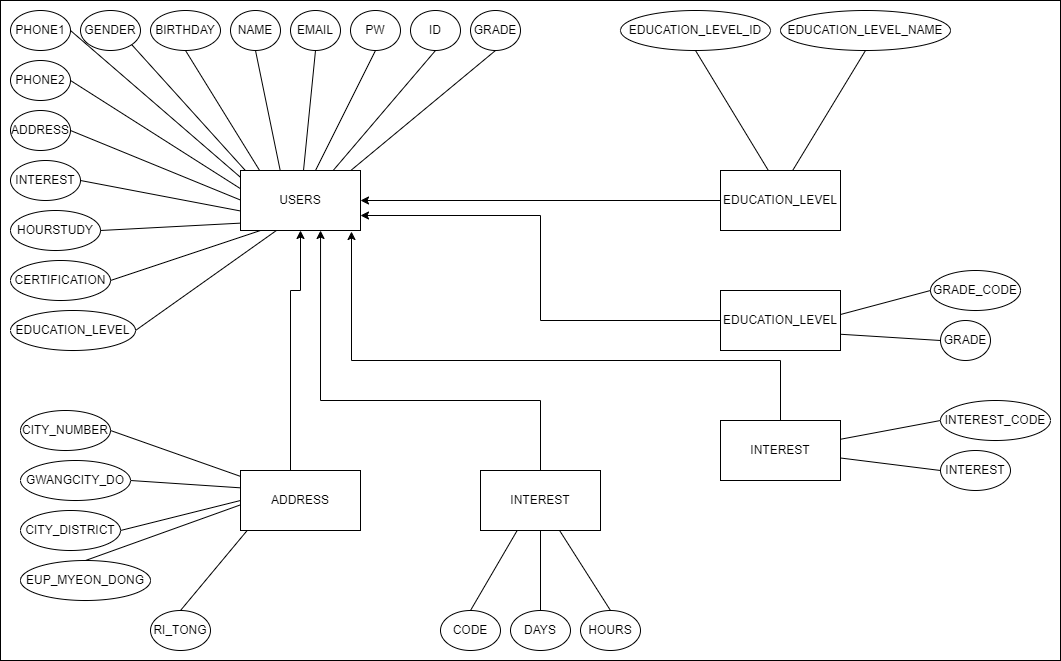 PHONE1
GENDER
BIRTHDAY
NAME
EMAIL
PW
ID
GRADE
EDUCATION_LEVEL_ID
EDUCATION_LEVEL_NAME
PHONE2
ADDRESS
INTEREST
HOURSTUDY
CERTIFICATION
EDUCATION_LEVEL
USERS
EDUCATION_LEVEL
EDUCATION_LEVEL
GRADE_CODE
GRADE
INTEREST
INTEREST_CODE
INTEREST
CITY_NUMBER
GWANGCITY_DO
CITY_DISTRICT
EUP_MYEON_DONG
RI_TONG
ADDRESS
INTEREST
CODE
DAYS
HOURS